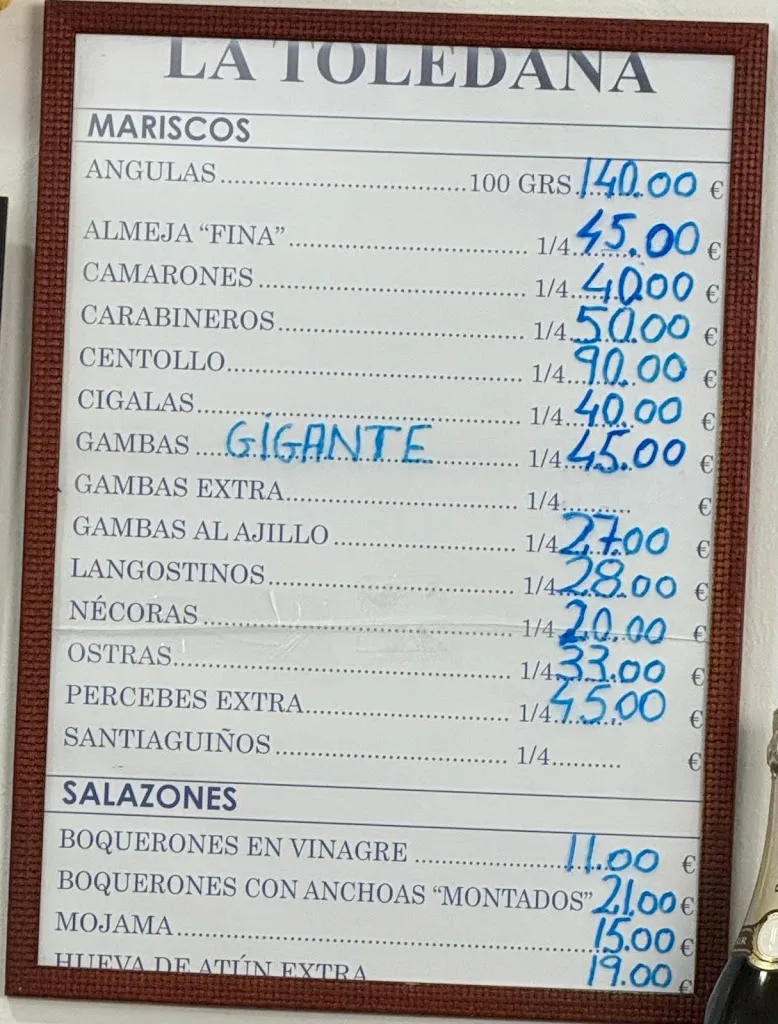 LA TOLEDANA
MARISCOS
ANGULAS....................100 GRS.140.00 €
ALMEJA “FINA”....................1/4.45.00 €
CAMARONES....................1/4.40.00 €
CARABINEROS....................1/4.50.00 €
CENTOLLO....................1/4.90.00 €
CIGALAS....................1/4.40.00 €
GAMBAS.... GIGANTE ..........1/4.45.00 €
GAMBAS EXTRA....................1/4.......... €
GAMBAS AL AJILLO....................1/4.27.00 €
LANGOSTINOS....................1/4.28.00 €
NÉCORAS....................1/4.20.00 €
OSTRAS....................1/4.33.00 €
PERCEBES EXTRA....................1/4.45.00 €
SANTIAGUIÑOS....................1/4.......... €
SALAZONES
BOQUERONES EN VINAGRE....................11.00 €
BOQUERONES CON ANCHOAS “MONTADOS” 21.00 €
MOJAMA....................15.00 €
HUEVA DE ATÚN EXTRA 19.00 €